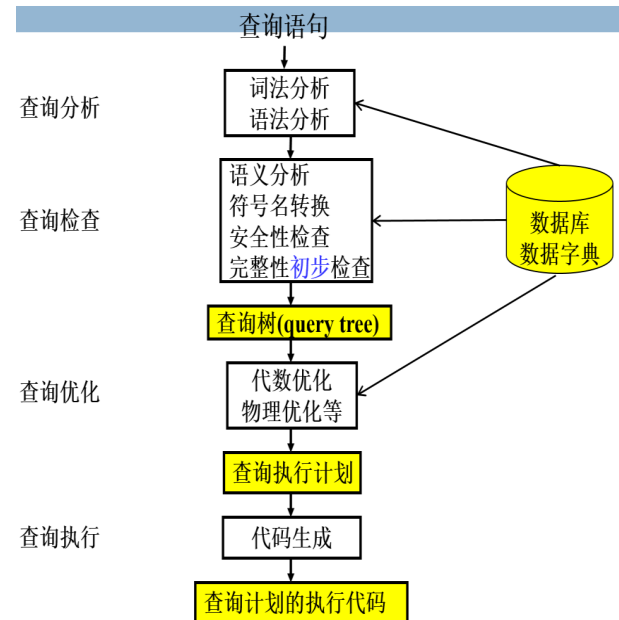 查询语句
查询分析
词法分析
语法分析
查询检查
语义分析
符号名转换
安全性检查
完整性初步检查
数据库
数据字典
查询树(query tree)
查询优化
代数优化
物理优化等
查询执行计划
查询执行
代码生成
查询计划的执行代码